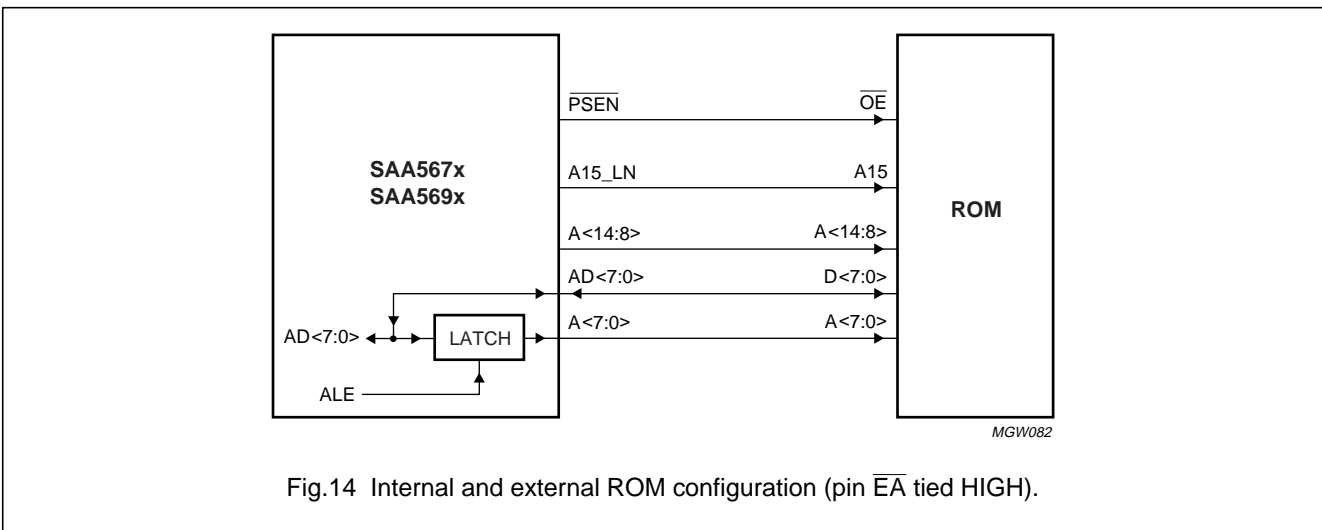 PSEN OE
SAA567x
SAA569x
A15_LN A15
ROM
A<14:8> A<14:8>
AD<7:0> D<7:0>
A<7:0> A<7:0>
AD<7:0> LATCH
ALE
MGW082
Fig.14 Internal and external ROM configuration (pin EA tied HIGH).